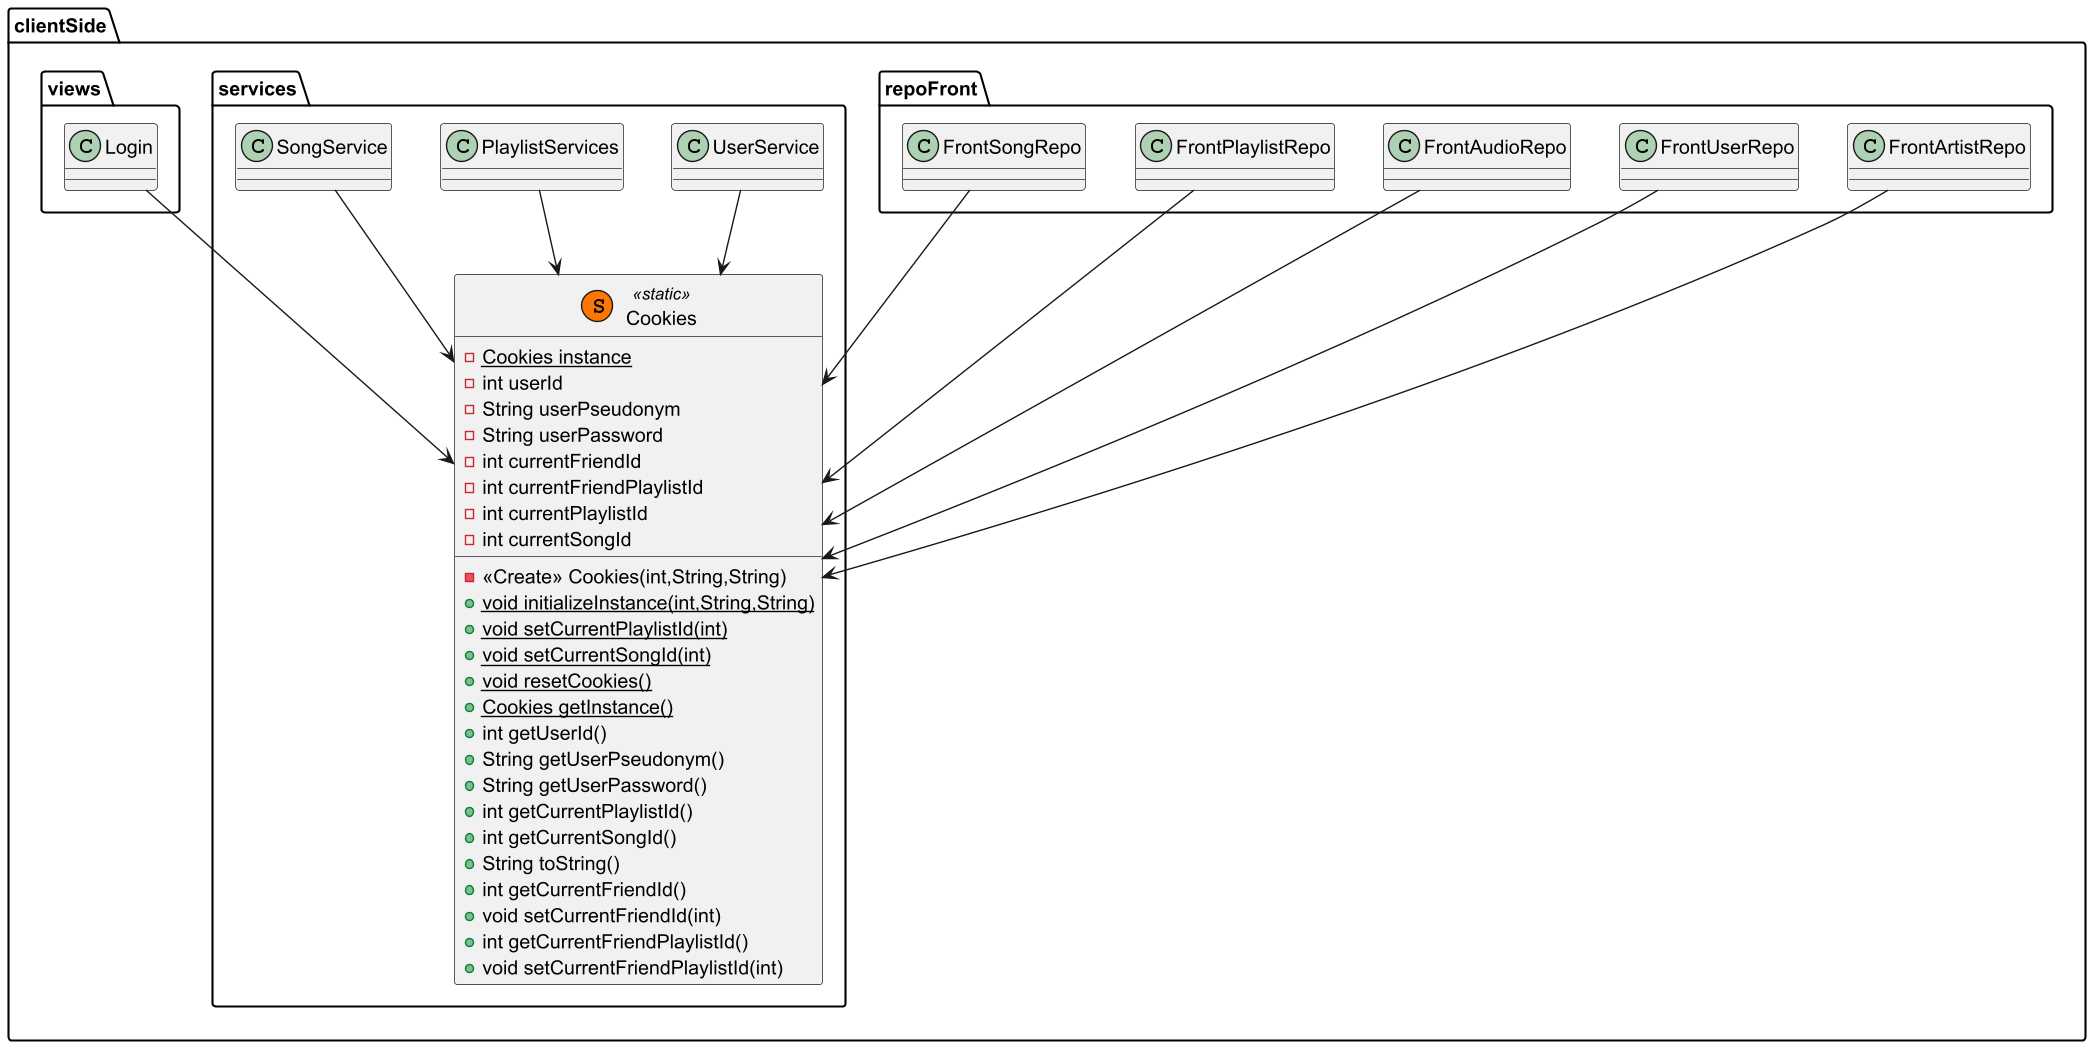 clientSide
views
services
repoFront
C Login
C SongService
C PlaylistServices
C UserService
C FrontSongRepo
C FrontPlaylistRepo
C FrontAudioRepo
C FrontUserRepo
C FrontArtistRepo
S «static»
Cookies
Cookies instance
int userId
String userPseudonym
String userPassword
int currentFriendId
int currentFriendPlaylistId
int currentPlaylistId
int currentSongId
«Create» Cookies(int,String,String)
void initializeInstance(int,String,String)
void setCurrentPlaylistId(int)
void setCurrentSongId(int)
void resetCookies()
Cookies getInstance()
int getUserId()
String getUserPseudonym()
String getUserPassword()
int getCurrentPlaylistId()
int getCurrentSongId()
String toString()
int getCurrentFriendId()
void setCurrentFriendId(int)
int getCurrentFriendPlaylistId()
void setCurrentFriendPlaylistId(int)